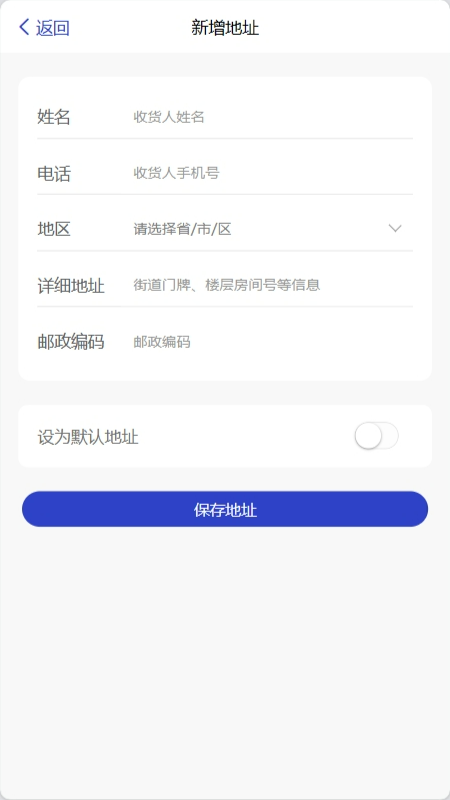 返回 新增地址
姓名 收货人姓名
电话 收货人手机号
地区 请选择省/市/区
详细地址 街道门牌、楼层房间号等信息
邮政编码 邮政编码
设为默认地址
保存地址